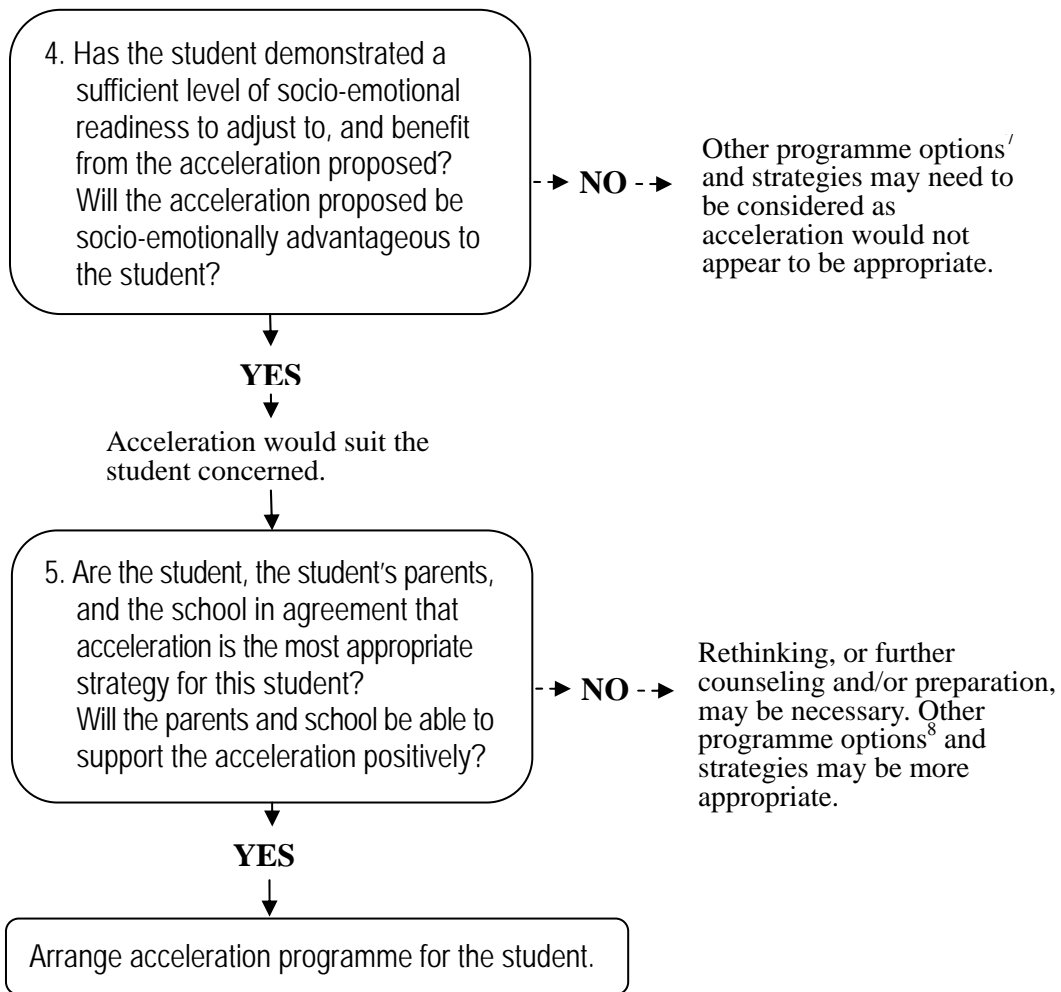 4. Has the student demonstrated a
sufficient level of socio-emotional
readiness to adjust to, and benefit
from the acceleration proposed?
Will the acceleration proposed be
socio-emotionally advantageous to
the student?
NO
Other programme options⁷
and strategies may need to
be considered as
acceleration would not
appear to be appropriate.
YES
Acceleration would suit the
student concerned.
5. Are the student, the student's parents,
and the school in agreement that
acceleration is the most appropriate
strategy for this student?
Will the parents and school be able to
support the acceleration positively?
NO
Rethinking, or further
counseling and/or preparation,
may be necessary. Other
programme options⁸ and
strategies may be more
appropriate.
YES
Arrange acceleration programme for the student.